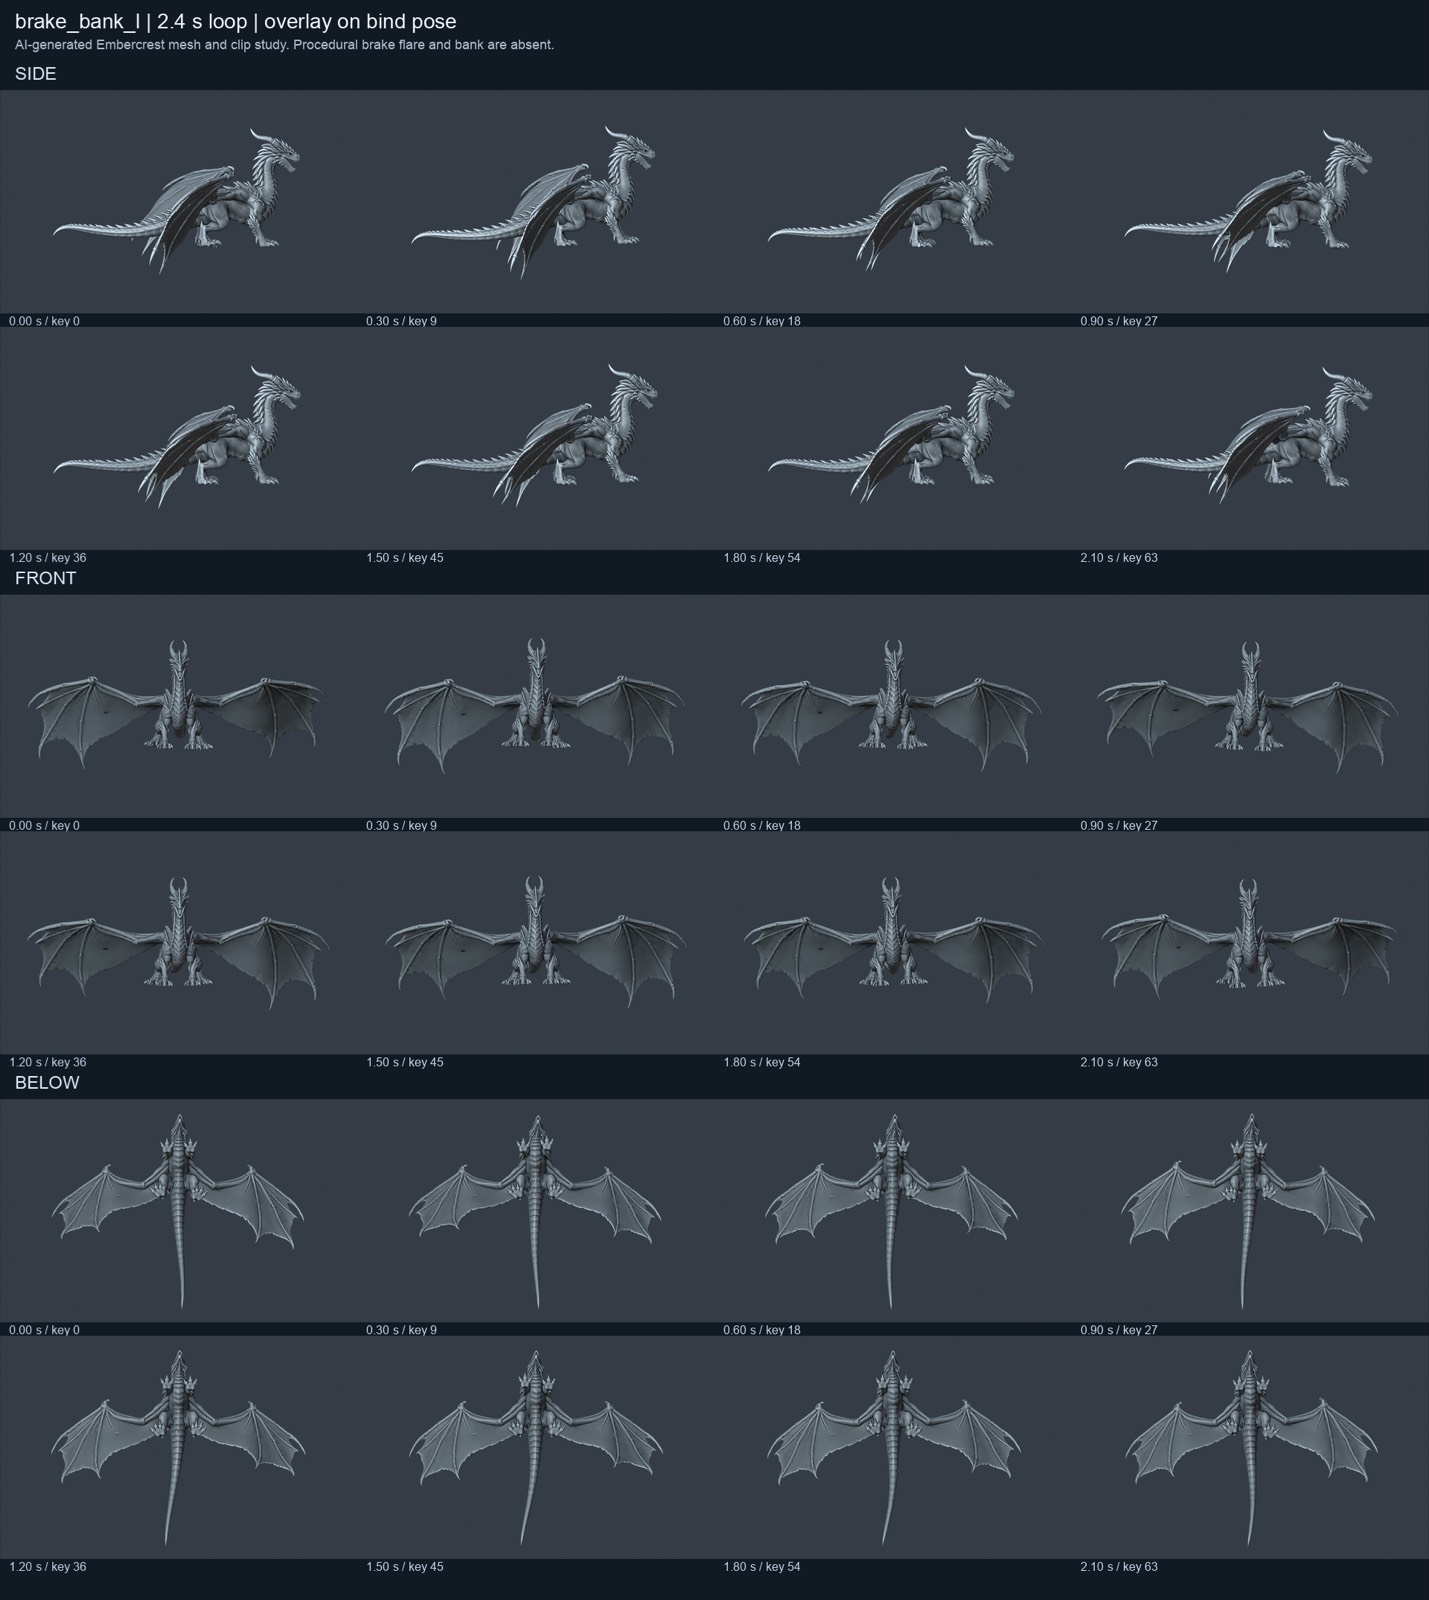 brake_bank_l | 2.4 s loop | overlay on bind pose
AI-generated Embercrest mesh and clip study. Procedural brake flare and bank are absent.
SIDE
0.00 s / key 0
0.30 s / key 9
0.60 s / key 18
0.90 s / key 27
1.20 s / key 36
1.50 s / key 45
1.80 s / key 54
2.10 s / key 63
FRONT
0.00 s / key 0
0.30 s / key 9
0.60 s / key 18
0.90 s / key 27
1.20 s / key 36
1.50 s / key 45
1.80 s / key 54
2.10 s / key 63
BELOW
0.00 s / key 0
0.30 s / key 9
0.60 s / key 18
0.90 s / key 27
1.20 s / key 36
1.50 s / key 45
1.80 s / key 54
2.10 s / key 63